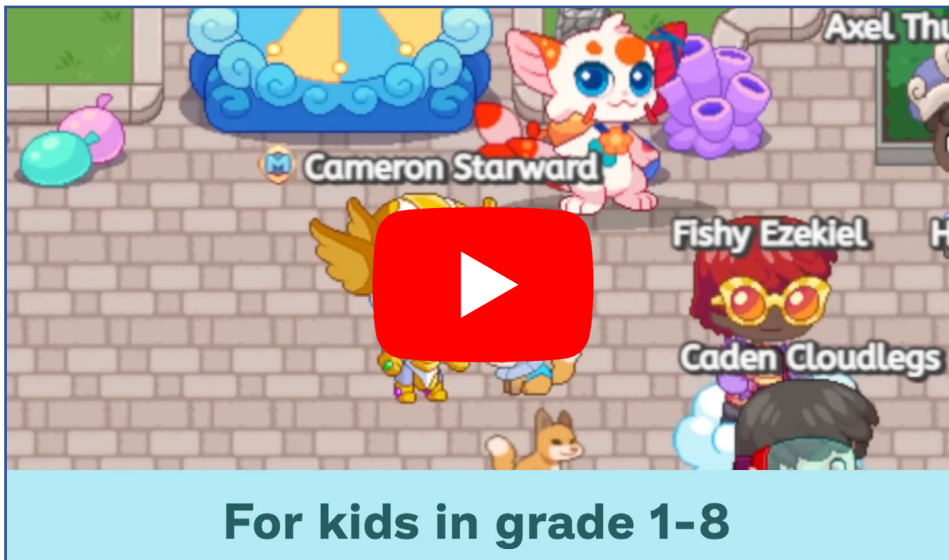 Axel Thu
M Cameron Starward
Fishy Ezekiel
H
Caden Cloudlegs
For kids in grade 1-8